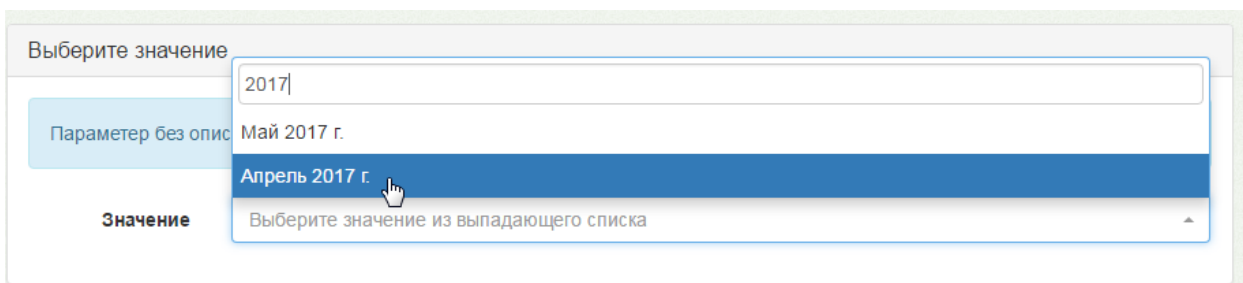 Выберите значение
2017
Параметр без опис
Май 2017 г.
Апрель 2017 г.
Значение
Выберите значение из выпадающего списка